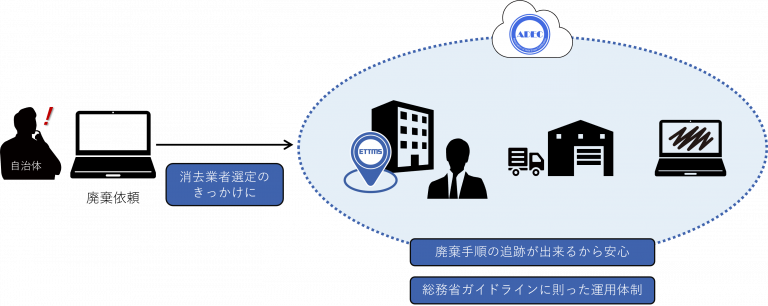 ADEC
!
自治体
廃棄依頼
消去業者選定の
きっかけに
ETTMS
廃棄手順の追跡が出来るから安心
総務省ガイドラインに則った運用体制